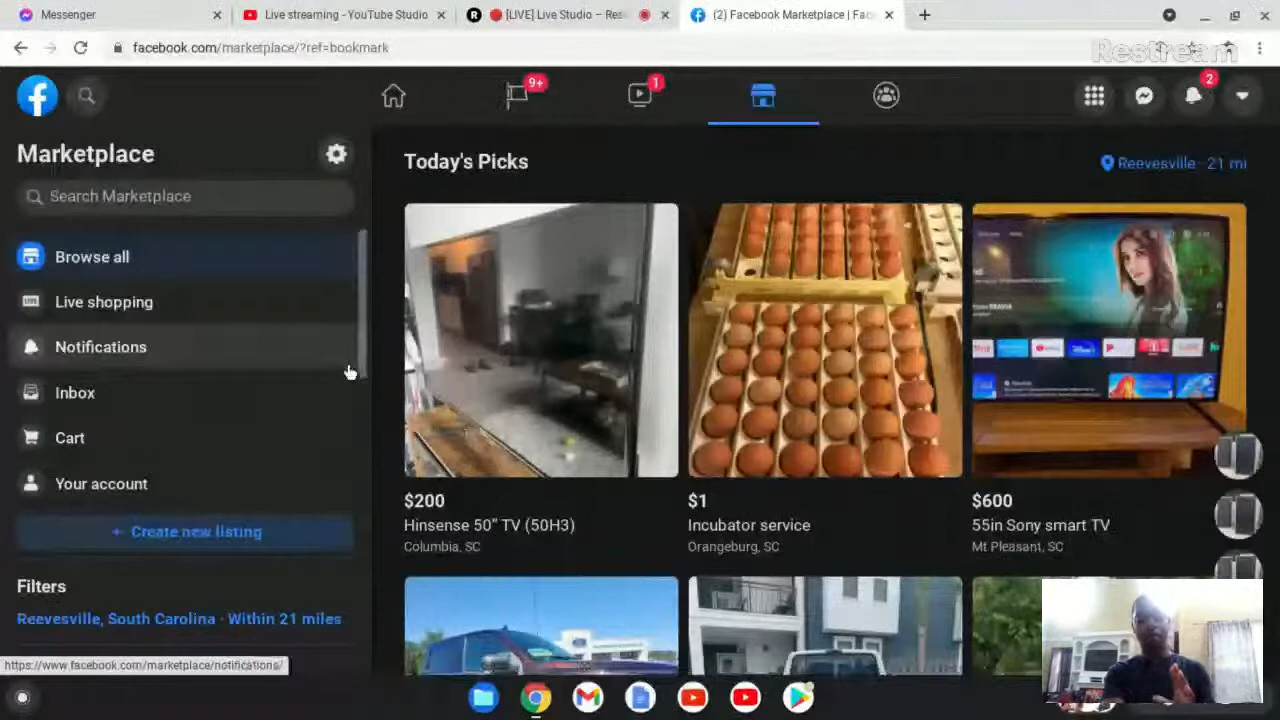 Messenger
Live streaming - YouTube Studio
[LIVE] Live Studio – Res
(2) Facebook Marketplace | Fac
facebook.com/marketplace/?ref=bookmark
Restream
9+
1
2
Marketplace
Search Marketplace
Browse all
Live shopping
Notifications
Inbox
Cart
Your account
+ Create new listing
Filters
Reevesville, South Carolina · Within 21 miles
https://www.facebook.com/marketplace/notifications/
Today's Picks
Reevesville · 21 mi
$200
Hinsense 50” TV (50H3)
Columbia, SC
$1
Incubator service
Orangeburg, SC
$600
55in Sony smart TV
Mt Pleasant, SC